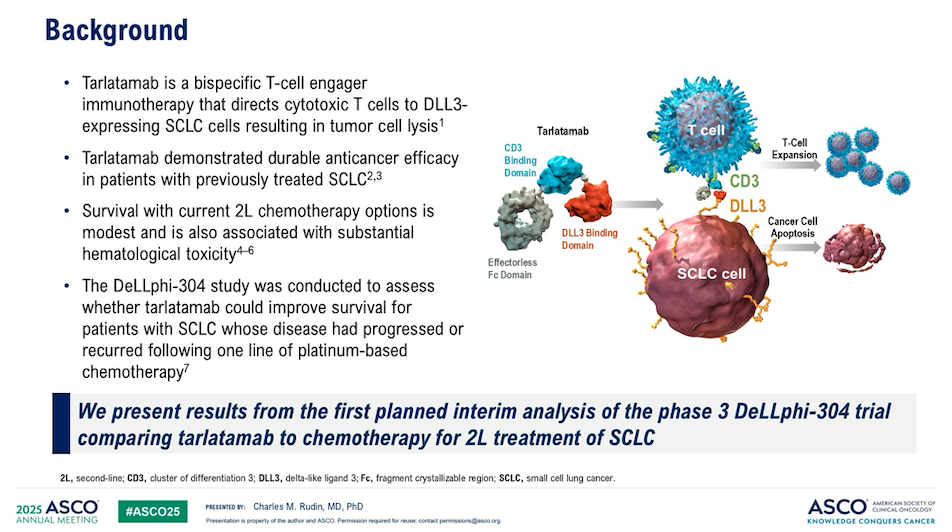 Background
• Tarlatamab is a bispecific T-cell engager
immunotherapy that directs cytotoxic T cells to DLL3-
expressing SCLC cells resulting in tumor cell lysis1
• Tarlatamab demonstrated durable anticancer efficacy
in patients with previously treated SCLC2,3
• Survival with current 2L chemotherapy options is
modest and is also associated with substantial
hematological toxicity4–6
• The DeLLphi-304 study was conducted to assess
whether tarlatamab could improve survival for
patients with SCLC whose disease had progressed or
recurred following one line of platinum-based
chemotherapy7
Tarlatamab
CD3
Binding
Domain
DLL3 Binding
Domain
Effectorless
Fc Domain
T cell
CD3
DLL3
SCLC cell
T-Cell
Expansion
Cancer Cell
Apoptosis
We present results from the first planned interim analysis of the phase 3 DeLLphi-304 trial
comparing tarlatamab to chemotherapy for 2L treatment of SCLC
2L, second-line; CD3, cluster of differentiation 3; DLL3, delta-like ligand 3; Fc, fragment crystallizable region; SCLC, small cell lung cancer.
2025 ASCO
ANNUAL MEETING
#ASCO25
PRESENTED BY: Charles M. Rudin, MD, PhD
Presentation is property of the author and ASCO. Permission required for reuse; contact permissions@asco.org.
ASCO AMERICAN SOCIETY OF
CLINICAL ONCOLOGY
KNOWLEDGE CONQUERS CANCER